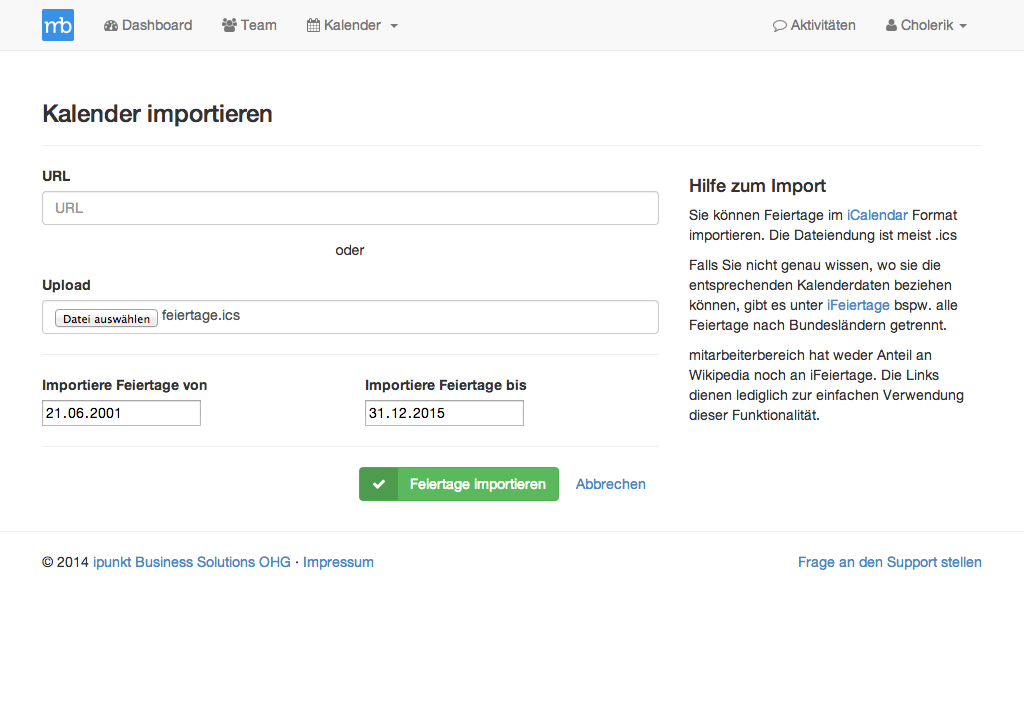 mb Dashboard Team Kalender Aktivitäten Cholerik
Kalender importieren
URL
URL
oder
Upload
Datei auswählen feiertage.ics
Importiere Feiertage von Importiere Feiertage bis
21.06.2001 31.12.2015
Feiertage importieren Abbrechen
Hilfe zum Import
Sie können Feiertage im iCalendar Format
importieren. Die Dateiendung ist meist .ics
Falls Sie nicht genau wissen, wo sie die
entsprechenden Kalenderdaten beziehen
können, gibt es unter iFeiertage bspw. alle
Feiertage nach Bundesländern getrennt.
mitarbeiterbereich hat weder Anteil an
Wikipedia noch an iFeiertage. Die Links
dienen lediglich zur einfachen Verwendung
dieser Funktionalität.
© 2014 ipunkt Business Solutions OHG · Impressum Frage an den Support stellen